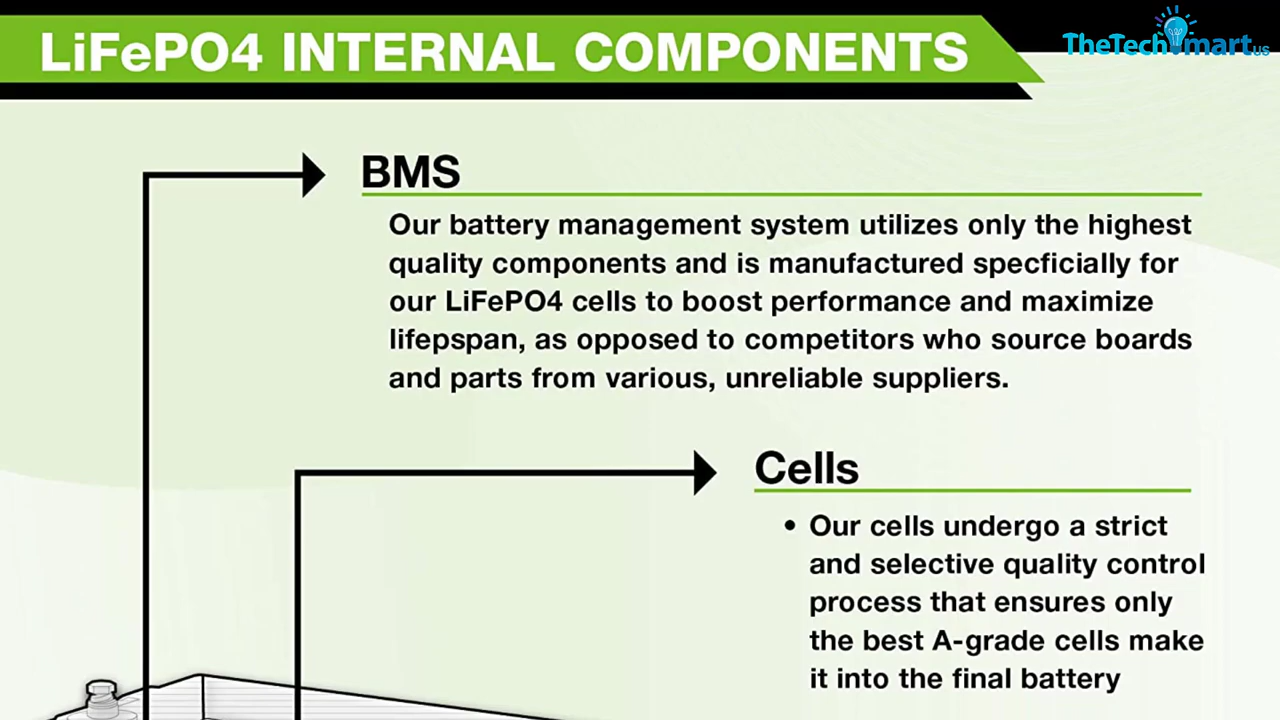 LiFePO4 INTERNAL COMPONENTS
THETECHMART.US
BMS
Our battery management system utilizes only the highest
quality components and is manufactured specficially for
our LiFePO4 cells to boost performance and maximize
lifepspan, as opposed to competitors who source boards
and parts from various, unreliable suppliers.
Cells
• Our cells undergo a strict
and selective quality control
process that ensures only
the best A-grade cells make
it into the final battery